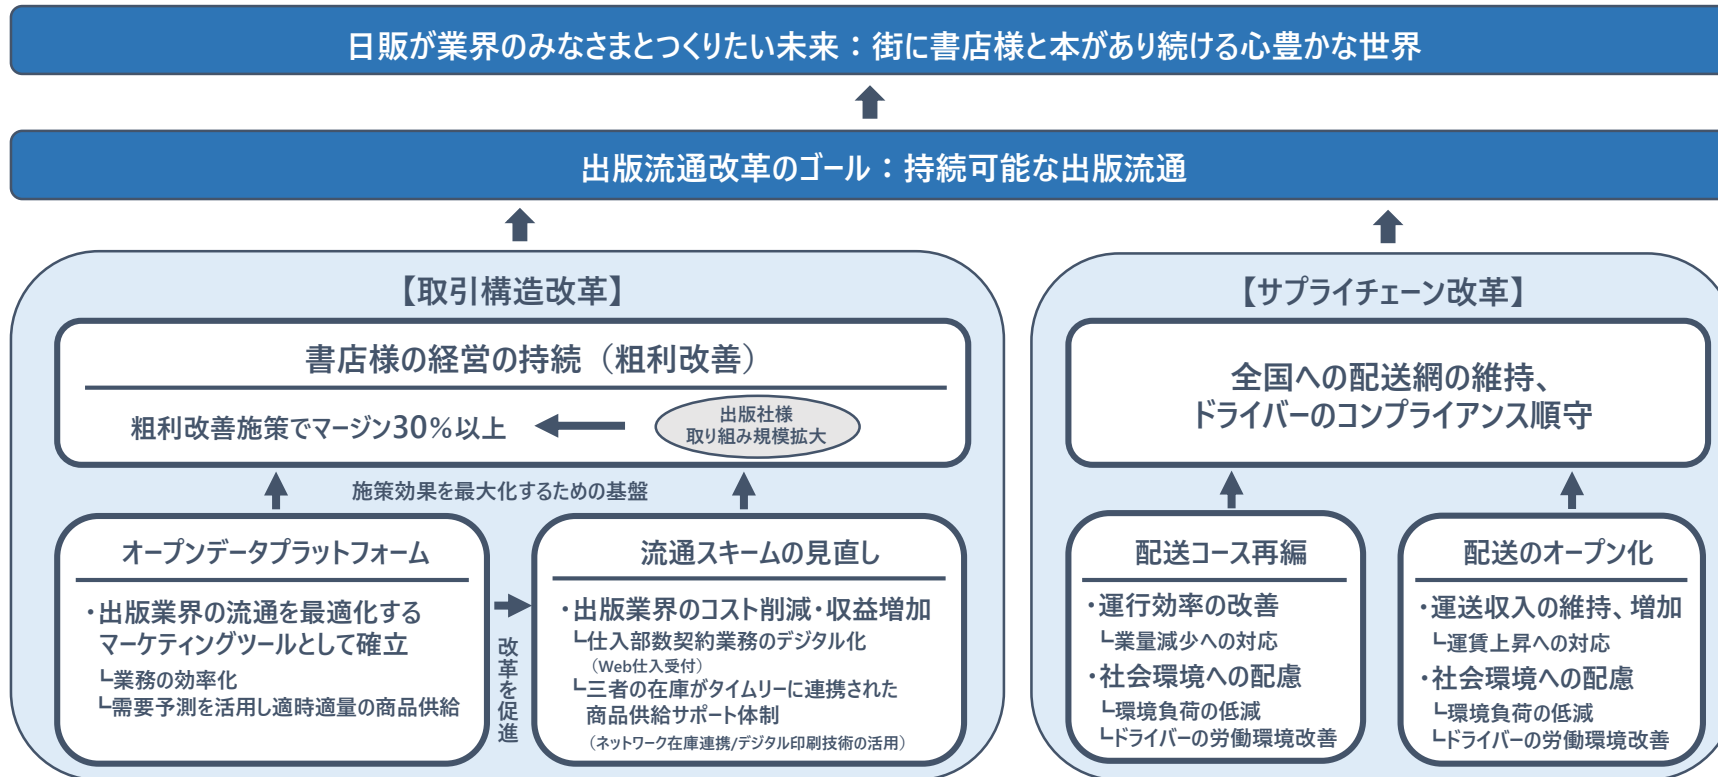 日販が業界のみなさまとつくりたい未来：街に書店様と本があり続ける心豊かな世界
出版流通改革のゴール：持続可能な出版流通
【取引構造改革】
書店様の経営の持続（粗利改善）
粗利改善施策でマージン30％以上
出版社様
取り組み規模拡大
施策効果を最大化するための基盤
オープンデータプラットフォーム
・出版業界の流通を最適化する
マーケティングツールとして確立
┗業務の効率化
┗需要予測を活用し適時適量の商品供給
改革を促進
流通スキームの見直し
・出版業界のコスト削減・収益増加
┗仕入部数契約業務のデジタル化
（Web仕入受付）
┗三者の在庫がタイムリーに連携された
商品供給サポート体制
（ネットワーク在庫連携/デジタル印刷技術の活用）
【サプライチェーン改革】
全国への配送網の維持、
ドライバーのコンプライアンス順守
配送コース再編
・運行効率の改善
┗業量減少への対応
・社会環境への配慮
┗環境負荷の低減
┗ドライバーの労働環境改善
配送のオープン化
・運送収入の維持、増加
┗運賃上昇への対応
・社会環境への配慮
┗環境負荷の低減
┗ドライバーの労働環境改善